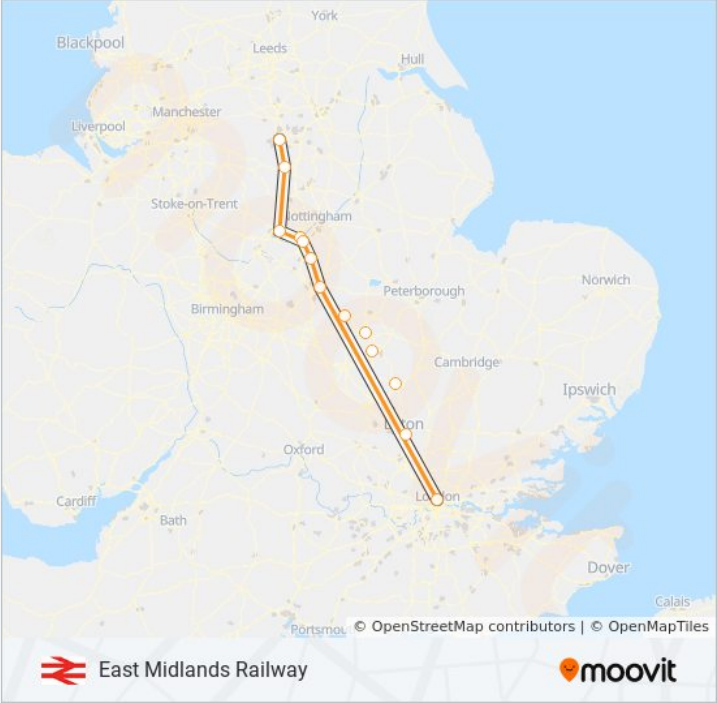 York
Blackpool
Leeds
Hull
Manchester
Liverpool
Stoke-on-Trent
Nottingham
Norwich
Peterborough
Birmingham
Cambridge
Ipswich
Oxford
London
Cardiff
Bath
Dover
Calais
Portsmou
© OpenStreetMap contributors | © OpenMapTiles
East Midlands Railway
moovit